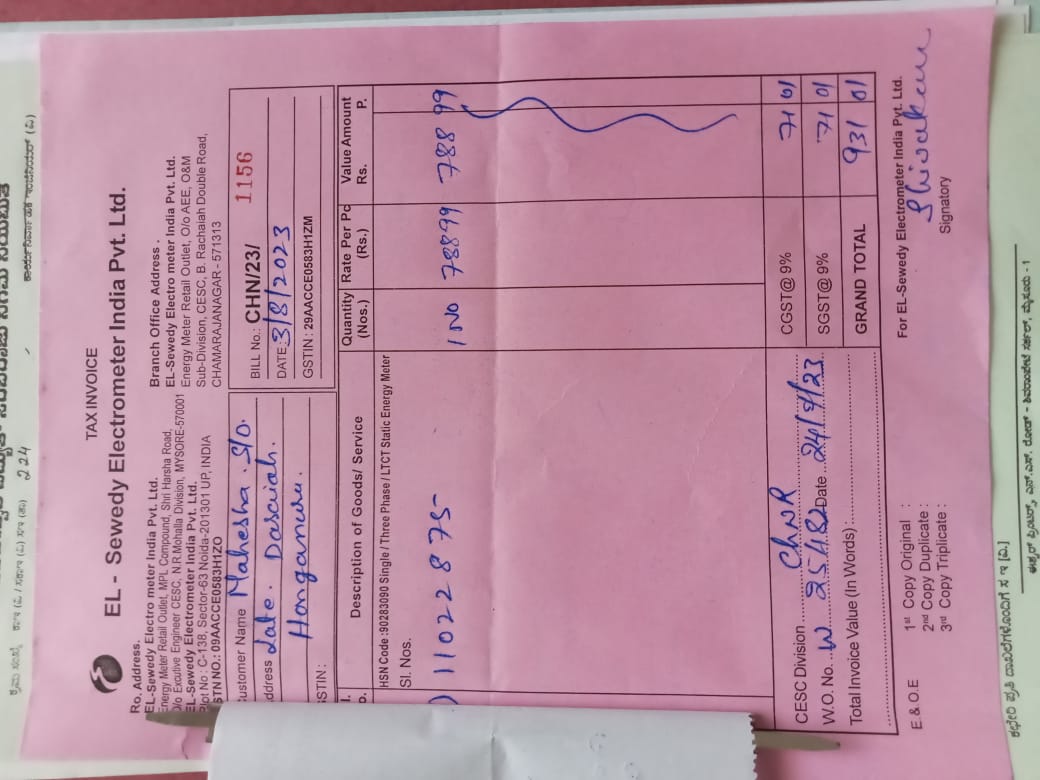 TAX INVOICE
EL - Sewedy Electrometer India Pvt. Ltd.
Ro. Address.
EL-Sewedy Electro meter India Pvt. Ltd.
Energy Meter Retail Outlet, MPL Compound, Shri Harsha Road,
O/o Excutive Engineer CESC, N.R.Mohalla Division, MYSORE-570001
EL-Sewedy Electrometer India Pvt. Ltd.
Plot No : C-138, Sector-63 Noida-201301 UP, INDIA
GSTN NO.: 09AACCE0583H1ZO
Branch Office Address .
EL-Sewedy Electro meter India Pvt. Ltd.
Energy Meter Retail Outlet, O/o AEE, O&M
Sub-Division, CESC, B. Rachaiah Double Road,
CHAMARAJANAGAR - 571313
Customer Name Mahesha . S/O.
Address Late. Dasaiah.
Honganuru.
GSTIN :
BILL No.: CHN/23/ 1156
DATE: 3/8/2023
GSTIN : 29AACCE0583H1ZM
Description of Goods/ Service Quantity (Nos.) Rate Per Pc (Rs.) Value Amount Rs. P.
HSN Code :90283090 Single / Three Phase / LTCT Static Energy Meter
Sl. Nos.
1) 11022875- 1 NO 78899 788 99
CESC Division CHNR
W.O. No. W 25482 Date 24/7/23
Total Invoice Value (In Words) :
CGST@9% 71 01
SGST@9% 71 01
GRAND TOTAL 931 01
E. & O.E
1st Copy Original :
2nd Copy Duplicate :
3rd Copy Triplicate :
For EL-Sewedy Electrometer India Pvt. Ltd.
Shivakumar
Signatory
224